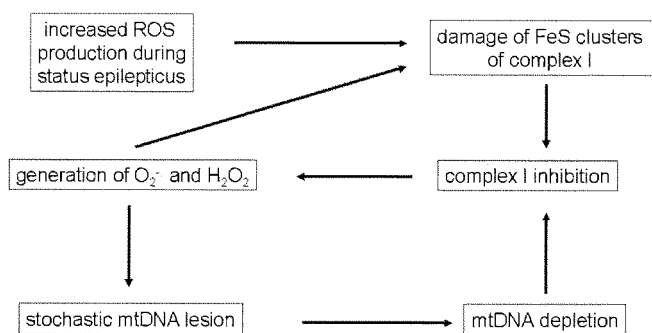 increased ROS
production during
status epilepticus
damage of FeS clusters
of complex I
generation of O₂⁻· and H₂O₂
complex I inhibition
stochastic mtDNA lesion
mtDNA depletion